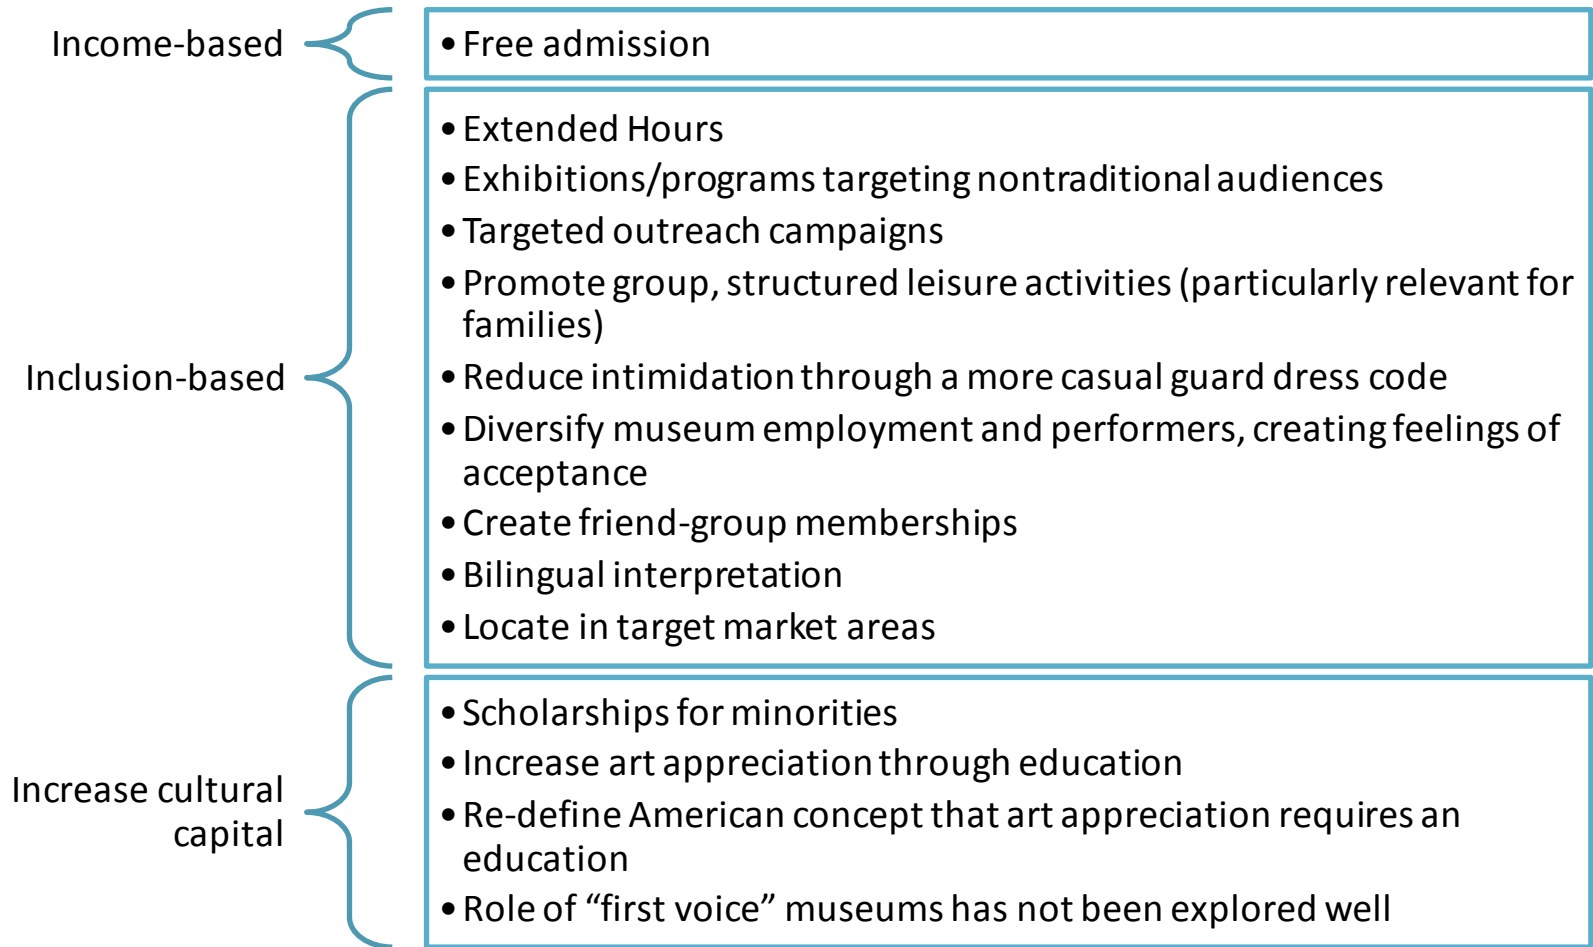 Income-based
• Free admission
Inclusion-based
• Extended Hours
• Exhibitions/programs targeting nontraditional audiences
• Targeted outreach campaigns
• Promote group, structured leisure activities (particularly relevant for
families)
• Reduce intimidation through a more casual guard dress code
• Diversify museum employment and performers, creating feelings of
acceptance
• Create friend-group memberships
• Bilingual interpretation
• Locate in target market areas
Increase cultural
capital
• Scholarships for minorities
• Increase art appreciation through education
• Re-define American concept that art appreciation requires an
education
• Role of “first voice” museums has not been explored well